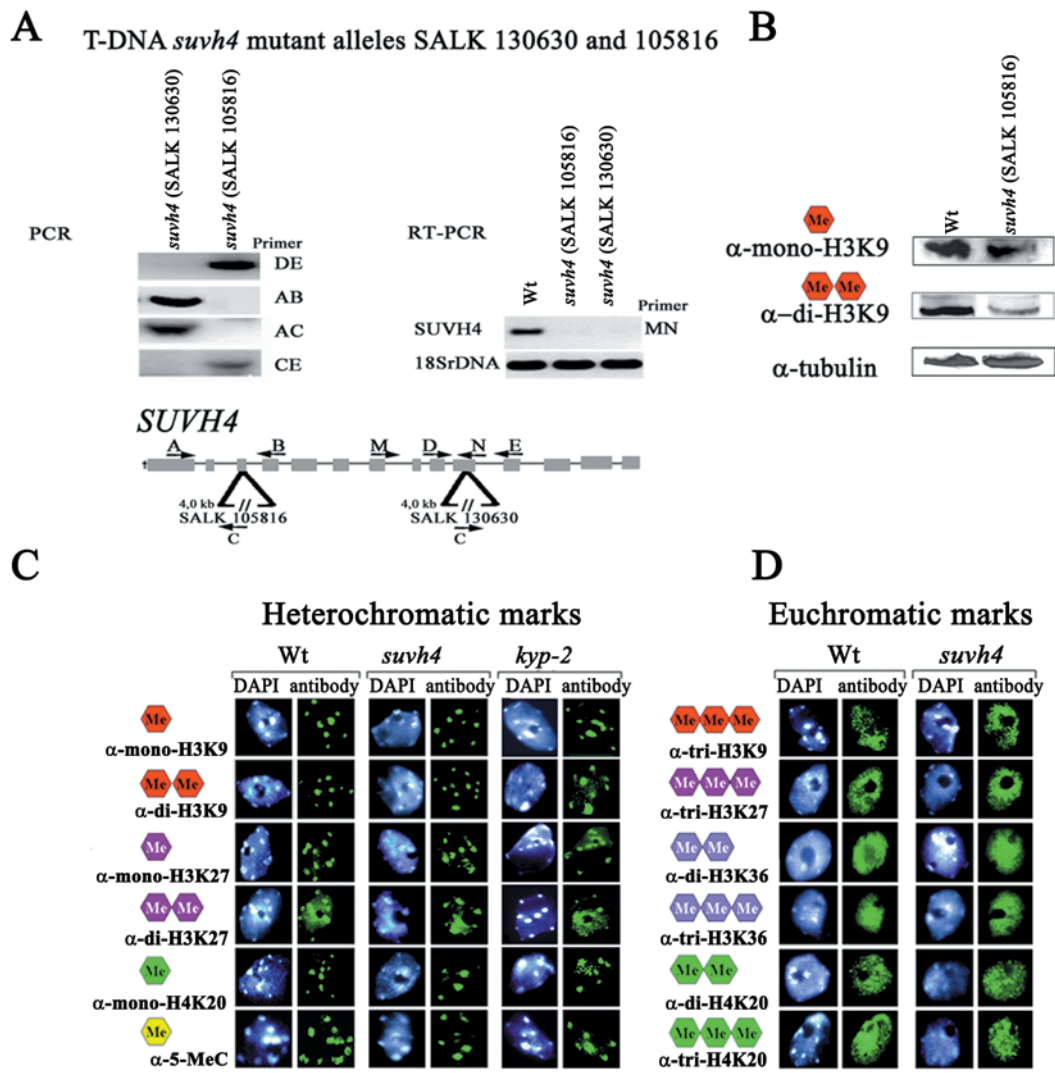 A
T-DNA suvh4 mutant alleles SALK 130630 and 105816
PCR
suvh4 (SALK 130630)
suvh4 (SALK 105816)
Primer
DE
AB
AC
CE
RT-PCR
Wt
suvh4 (SALK 105816)
suvh4 (SALK 130630)
Primer
SUVH4
MN
18SrDNA
SUVH4
A
B
M
D
N
E
4,0 kb
//
SALK 105816
C
4,0 kb
//
SALK 130630
C
B
Wt
suvh4 (SALK 105816)
Me
α-mono-H3K9
Me Me
α–di-H3K9
α-tubulin
C
Heterochromatic marks
Wt
suvh4
kyp-2
DAPI antibody DAPI antibody DAPI antibody
Me
α-mono-H3K9
Me Me
α-di-H3K9
Me
α-mono-H3K27
Me Me
α-di-H3K27
Me
α-mono-H4K20
Me
α-5-MeC
D
Euchromatic marks
Wt
suvh4
DAPI antibody DAPI antibody
Me Me Me
α-tri-H3K9
Me Me Me
α-tri-H3K27
Me Me
α-di-H3K36
Me Me Me
α-tri-H3K36
Me Me
α-di-H4K20
Me Me Me
α-tri-H4K20